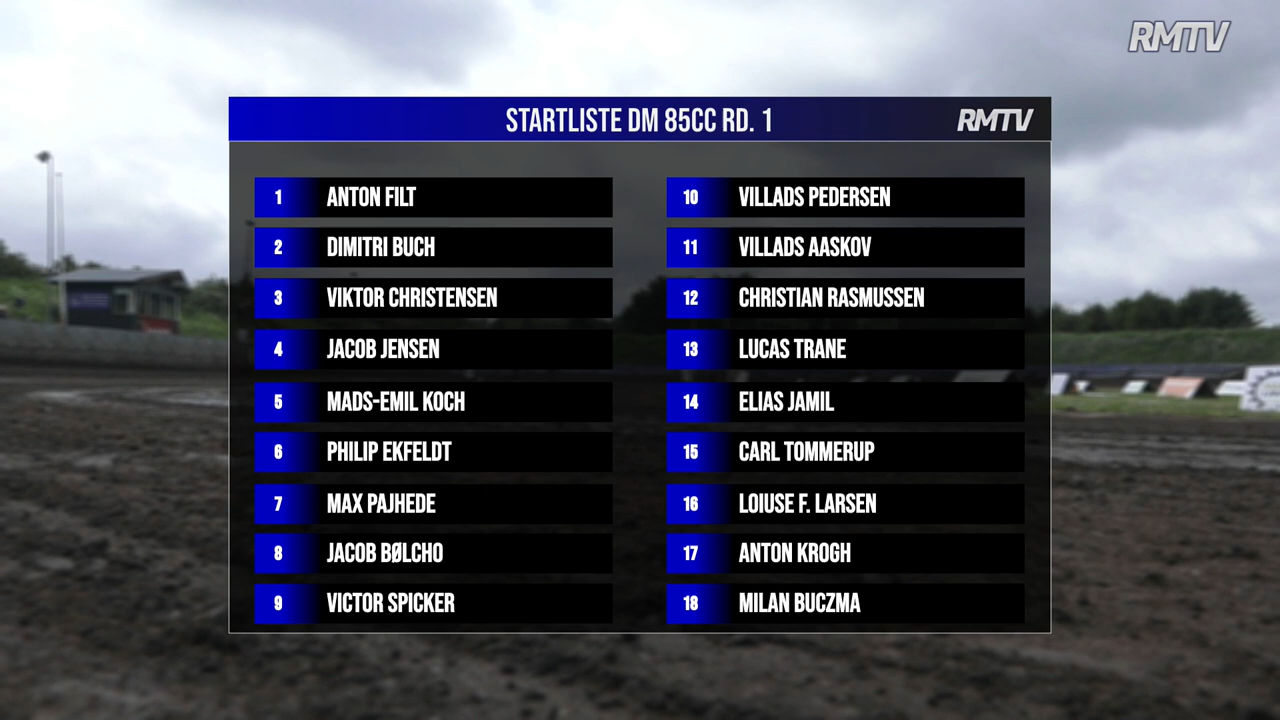 RMTV
STARTLISTE DM 85CC RD. 1
RMTV
1 ANTON FILT
2 DIMITRI BUCH
3 VIKTOR CHRISTENSEN
4 JACOB JENSEN
5 MADS-EMIL KOCH
6 PHILIP EKFELDT
7 MAX PAJHEDE
8 JACOB BØLCHO
9 VICTOR SPICKER
10 VILLADS PEDERSEN
11 VILLADS AASKOV
12 CHRISTIAN RASMUSSEN
13 LUCAS TRANE
14 ELIAS JAMIL
15 CARL TOMMERUP
16 LOIUSE F. LARSEN
17 ANTON KROGH
18 MILAN BUCZMA